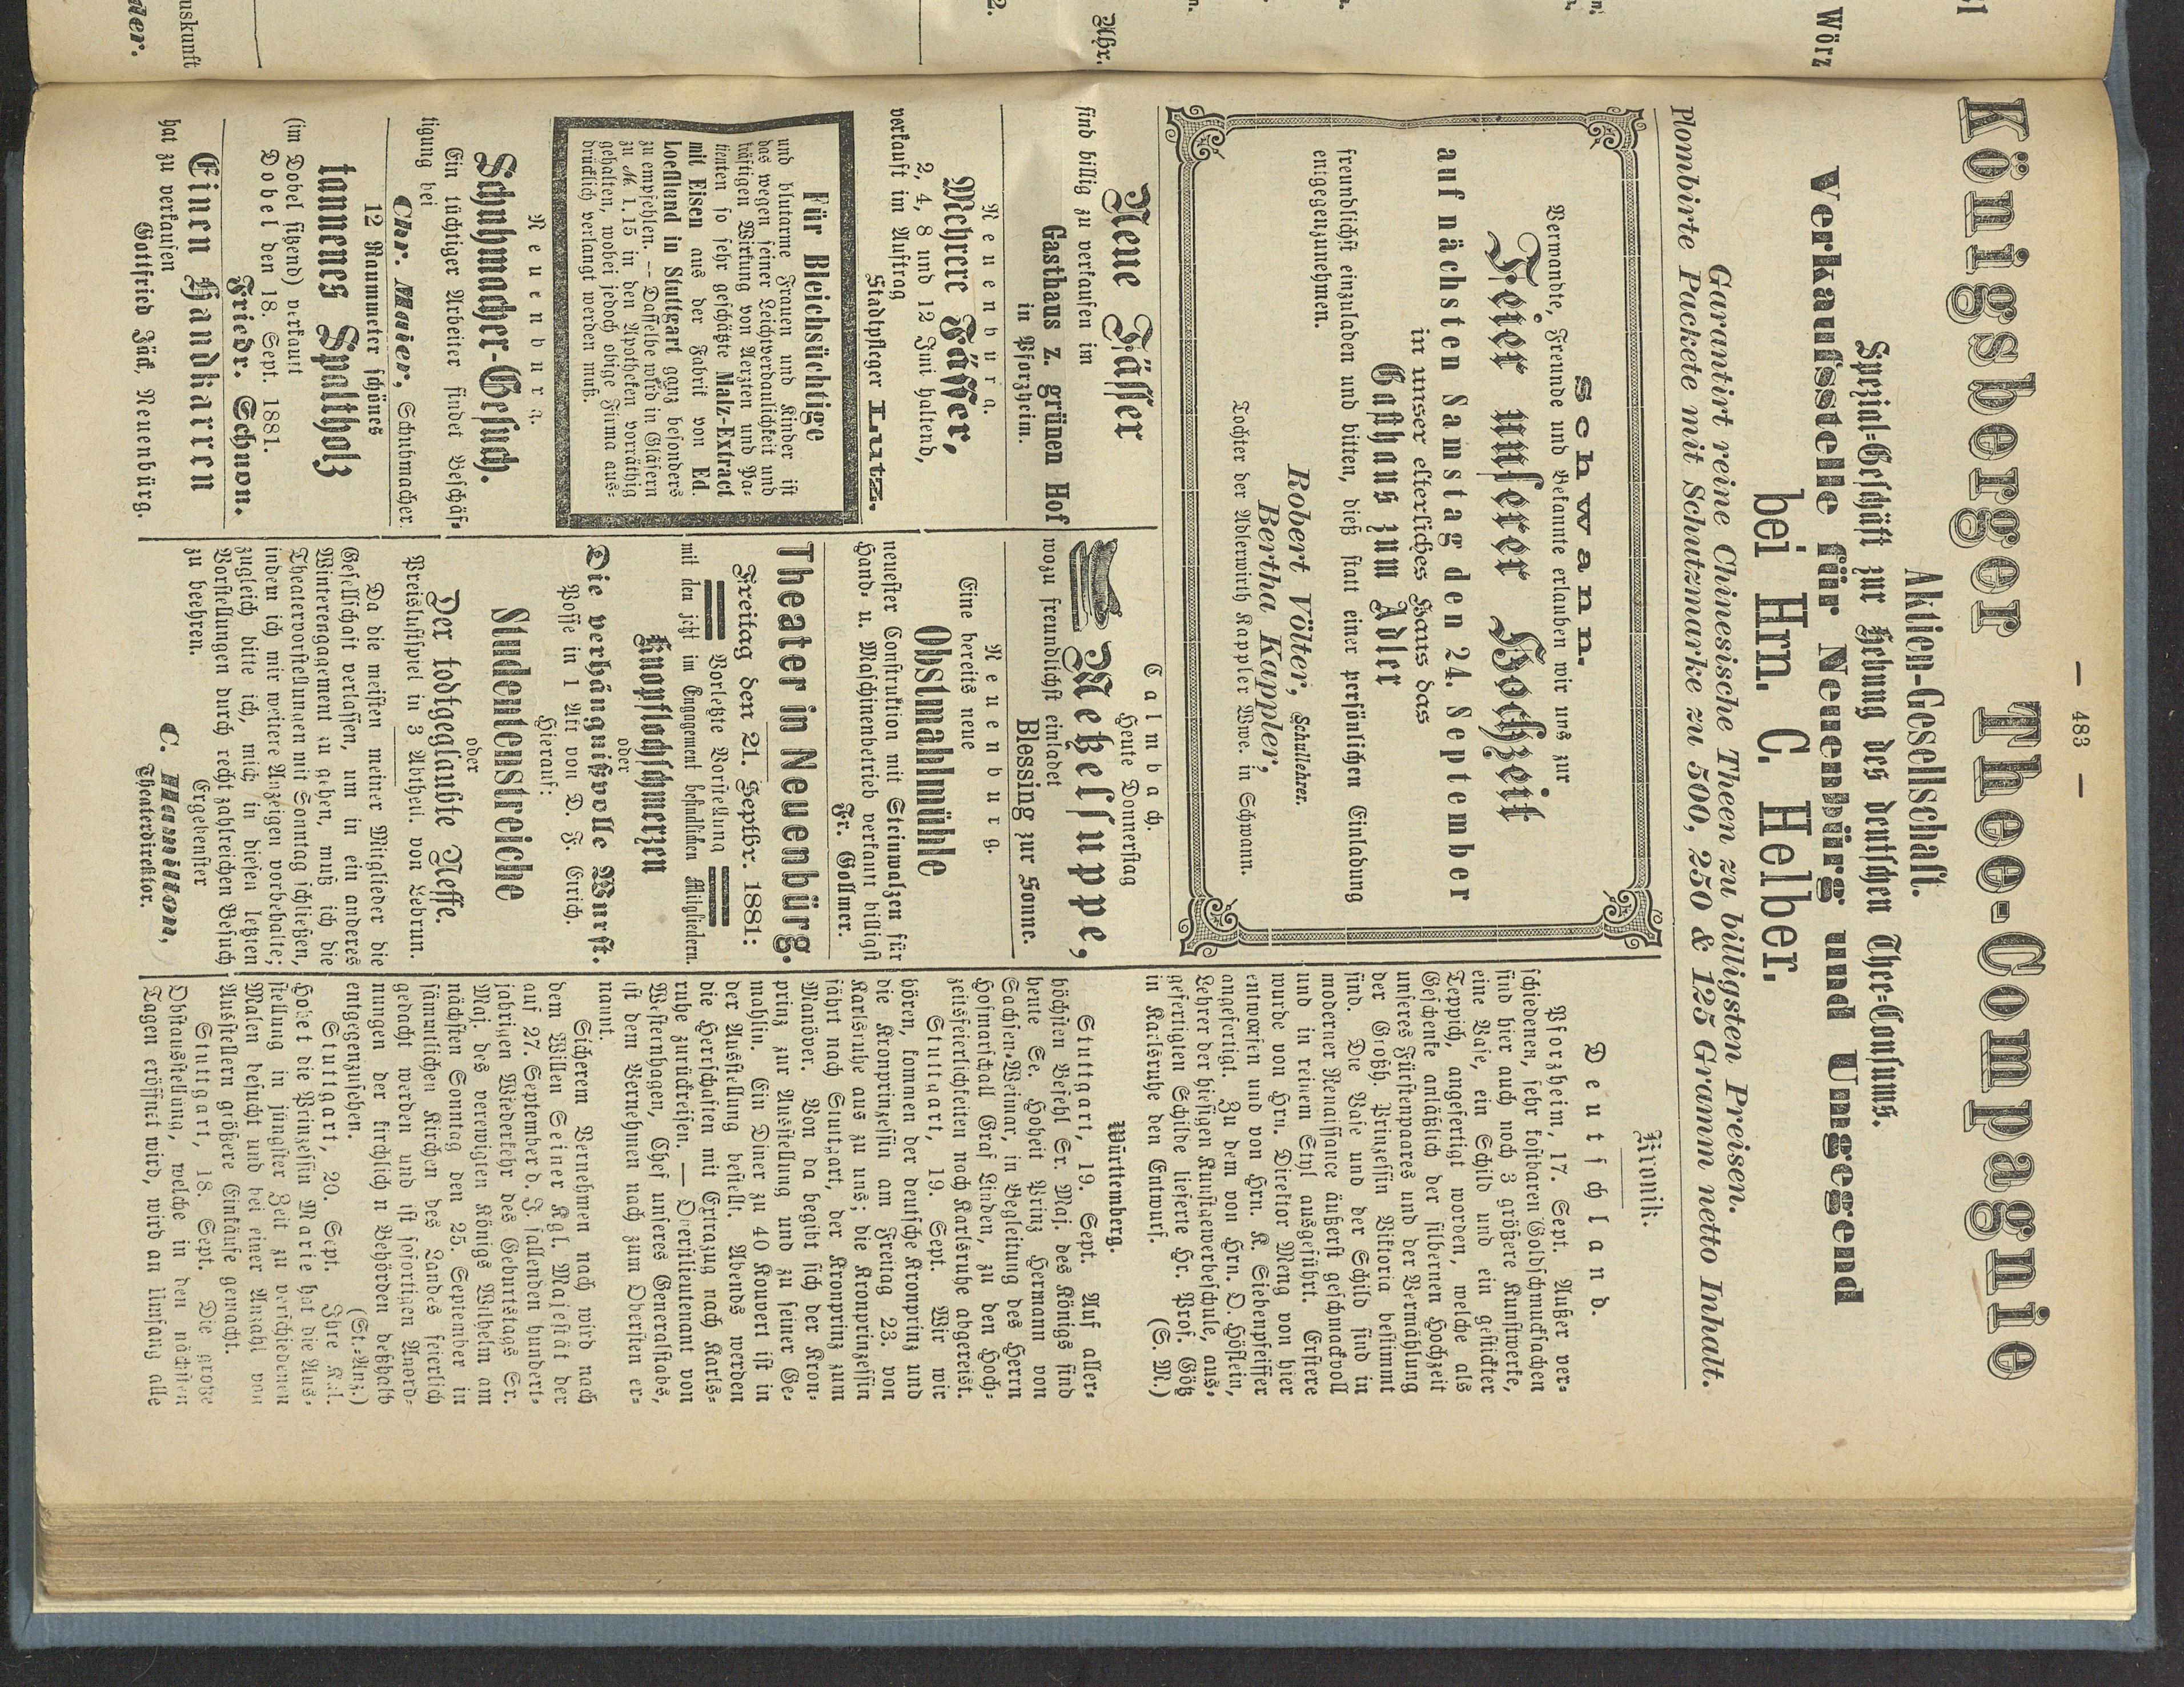 — 483 —
Königsberger Thee-Compagnie
Aktien-Gesellschaft.
Spezial-Geschäft zur Hebung des deutschen Thee-Consums.
Verkaufsstelle für Neuenbürg und Umgegend
bei Hrn. C. Helber.
Garantirt reine Chinesische Theen zu billigsten Preisen.
Plombirte Packete mit Schutzmarke zu 500, 250 & 125 Gramm netto Inhalt.
Schwann.
Verwandte, Freunde und Bekannte erlauben wir uns zur
Feier unserer Hochzeit
auf nächsten Samstag den 24. September
in unser elterliches Haus das
Gasthaus zum Adler
freundlichst einzuladen und bitten, dieß statt einer persönlichen Einladung
entgegenzunehmen.
Robert Völter, Schullehrer.
Bertha Kappler,
Tochter der Adlerwirth Kappler Wwe. in Schwann.
Neue Fässer
sind billig zu verkaufen im
Gasthaus z. grünen Hof
in Pforzheim.
Neuenbürg.
Mehrere Fässer,
2, 4, 8 und 12 Imi haltend,
verkauft im Auftrag
Stadtpfleger Lutz.
Für Bleichsüchtige
und blutarme Frauen und Kinder ist
das wegen seiner Leichtverdaulichkeit und
kräftigen Wirkung von Aerzten und Pa-
tienten so sehr geschätzte Malz-Extract
mit Eisen aus der Fabrik von Ed.
Loeflund in Stuttgart ganz besonders
zu empfehlen. — Dasselbe wird in Gläsern
zu M. 1. 15 in den Apotheken vorräthig
gehalten, wobei jedoch obige Firma aus-
drücklich verlangt werden muß.
Neuenbürg.
Schuhmacher-Gesuch.
Ein tüchtiger Arbeiter findet Beschäf-
tigung bei
Chr. Maier, Schuhmacher.
12 Raummeter schönes
tannenes Spaltholz
(im Dobel sitzend) verkauft
Dobel den 18. Sept. 1881.
Friedr. Schuon.
Einen Handkarren
hat zu verkaufen
Gottfried Fück, Neuenbürg.
Calmbach.
Heute Donnerstag
Metzelsuppe,
wozu freundlichst einladet
Blessing zur Sonne.
Neuenburg.
Eine bereits neue
Obstmahlmühle
neuester Construktion mit Steinwalzen für
Hand- u. Maschinenbetrieb verkauft billigst
Fr. Gollmer.
Theater in Neuenbürg.
Freitag den 21. Septbr. 1881:
Vorletzte Vorstellung
mit den jetzt im Engagement befindlichen Mitgliedern.
Knopflochschmerzen
oder
Die verhängnißvolle Wurst.
Posse in 1 Akt von D. F. Eirich.
Hierauf:
Studentenstreiche
oder
Der todtgeglaubte Neffe.
Preislustspiel in 3 Abtheil. von Lebrun.
Da die meisten meiner Mitglieder die
Gesellschaft verlassen, um in ein anderes
Winterengagement zu gehen, muß ich die
Theatervorstellungen mit Sonntag schließen,
indem ich mir weitere Anzeigen vorbehalte;
zugleich bitte ich, mich in diesen letzten
Vorstellungen durch recht zahlreichen Besuch
zu beehren.
Ergebenster
C. Hamilton,
Theaterdirektor.
Kronik.
Deutschland.
Pforzheim, 17. Sept. Außer ver-
schiedenen, sehr kostbaren Goldschmucksachen
sind hier auch noch 3 größere Kunstwerke,
eine Vase, ein Schild und ein gestickter
Teppich, angefertigt worden, welche als
Geschenke anläßlich der silbernen Hochzeit
unseres Fürstenpaares und der Vermählung
der Großh. Prinzessin Viktoria bestimmt
sind. Die Vase und der Schild sind in
moderner Renaissance äußerst geschmackvoll
und in reinem Styl ausgeführt. Erstere
wurde von Hrn. Direktor Weng von hier
entworfen und von Hrn. K. Siebenpfeiffer
angefertigt. Zu dem von Hrn. D. Höflein,
Lehrer der hiesigen Kunstgewerbeschule, aus-
gefertigten Schilde lieferte Hr. Prof. Götz
in Karlsruhe den Entwurf. (S. M.)
Württemberg.
Stuttgart, 19. Sept. Auf aller-
höchsten Befehl Sr. Maj. des Königs sind
heute Se. Hoheit Prinz Hermann von
Sachsen-Weimar, in Begleitung des Herrn
Hofmarschall Graf Linden, zu den Hoch-
zeitsfeierlichkeiten nach Karlsruhe abgereist.
Stuttgart, 19. Sept. Wir wir
hören, kommen der deutsche Kronprinz und
die Kronprinzessin am Freitag 23. von
Karlsruhe aus zu uns; die Kronprinzessin
fährt nach Stuttgart, der Kronprinz zum
Manöver. Von da begibt sich der Kron-
prinz zur Ausstellung und zu seiner Ge-
mahlin. Ein Diner zu 40 Kouvert ist in
der Ausstellung bestellt. Abends werden
die Herrschaften mit Extrazug nach Karls-
ruhe zurückreisen. — Oberstlieutenant von
Westernhagen, Chef unseres Generalstabs,
ist dem Vernehmen nach zum Obersten er-
nannt.
Sicherem Vernehmen nach wird nach
dem Willen Seiner Kgl. Majestät der
auf 27. September d. J. fallenden hundert-
jährigen Wiederkehr des Geburtstags Sr.
Maj. des verewigten Königs Wilhelm am
nächsten Sonntag den 25. September in
sämmtlichen Kirchen des Landes feierlich
gedacht werden und ist sofortigen Anord-
nungen der kirchlichen Behörden deßhalb
entgegenzusehen. (St.-Anz.)
Stuttgart, 20. Sept. Ihre Kgl.
Hohet die Prinzessin Marie hat die Aus-
stellung in jüngster Zeit zu verschiedenen
Malen besucht und bei einer Anzahl von
Ausstellern größere Einkäufe gemacht.
Stuttgart, 18. Sept. Die große
Obstausstellung, welche in den nächsten
Tagen eröffnet wird, wird an Umfang alle